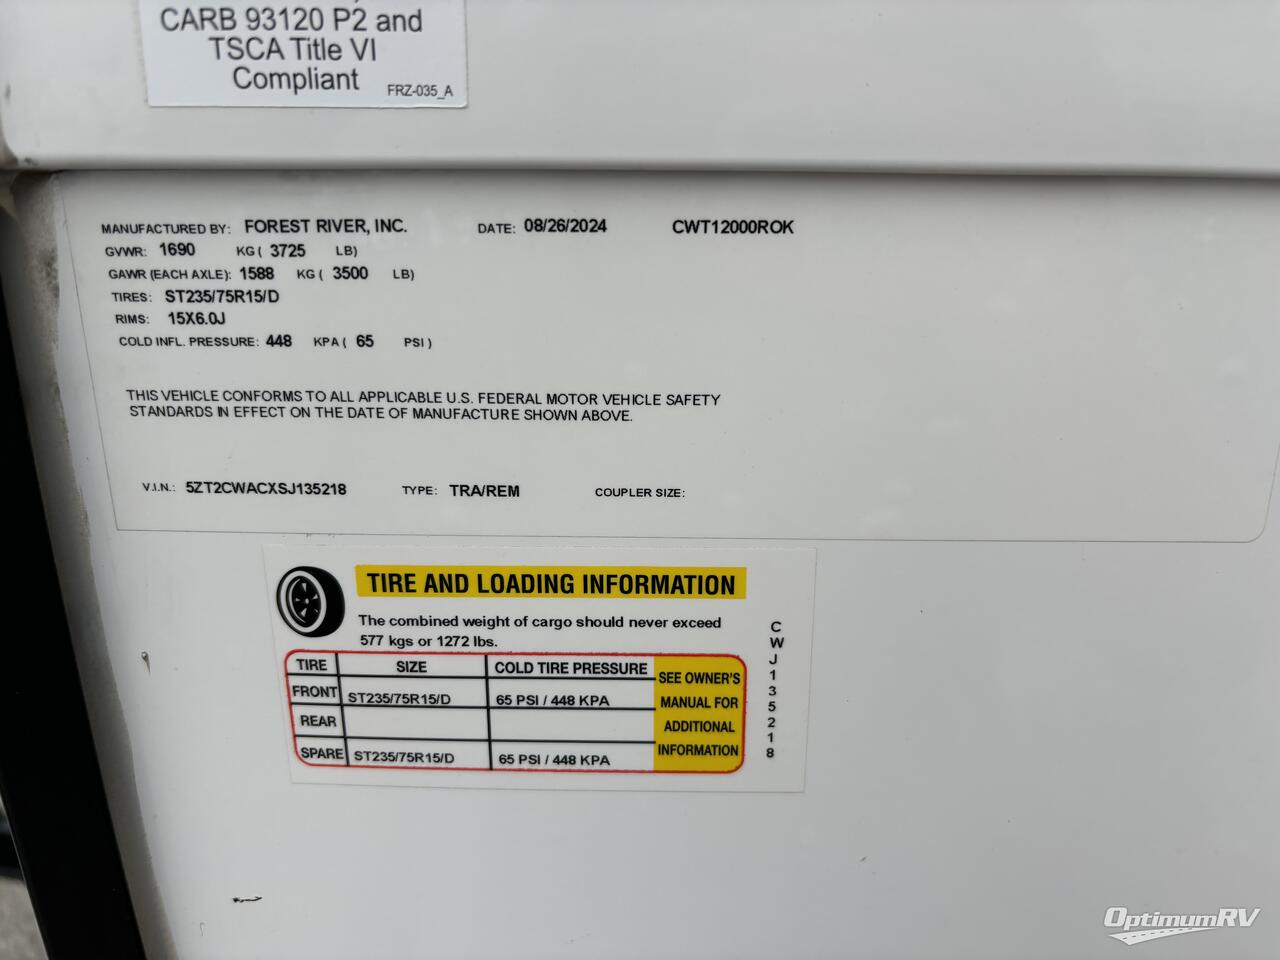 CARB 93120 P2 and
TSCA Title VI
Compliant
FRZ-035_A
MANUFACTURED BY: FOREST RIVER, INC. DATE: 08/26/2024 CWT12000ROK
GVWR: 1690 KG ( 3725 LB)
GAWR (EACH AXLE): 1588 KG ( 3500 LB)
TIRES: ST235/75R15/D
RIMS: 15X6.0J
COLD INFL. PRESSURE: 448 KPA ( 65 PSI )
THIS VEHICLE CONFORMS TO ALL APPLICABLE U.S. FEDERAL MOTOR VEHICLE SAFETY
STANDARDS IN EFFECT ON THE DATE OF MANUFACTURE SHOWN ABOVE.
V.I.N.: 5ZT2CWACXSJ135218 TYPE: TRA/REM COUPLER SIZE:
TIRE AND LOADING INFORMATION
The combined weight of cargo should never exceed
577 kgs or 1272 lbs.
TIRE SIZE COLD TIRE PRESSURE
FRONT ST235/75R15/D 65 PSI / 448 KPA
REAR
SPARE ST235/75R15/D 65 PSI / 448 KPA
SEE OWNER'S
MANUAL FOR
ADDITIONAL
INFORMATION
CWJ135218
OptimumRV